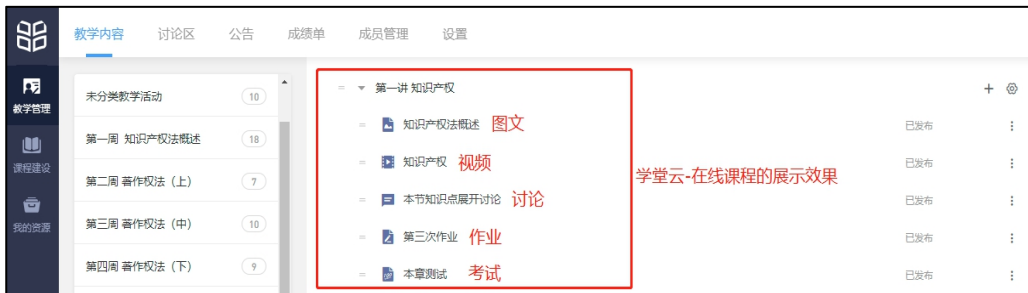 教学内容 讨论区 公告 成绩单 成员管理 设置
教学管理
课程建设
我的资源
未分类教学活动 10
第一周 知识产权法概述 18
第二周 著作权法（上） 7
第三周 著作权法（中） 10
第四周 著作权法（下） 9
第一讲 知识产权
知识产权法概述 图文 已发布
知识产权 视频 已发布
学堂云-在线课程的展示效果
本节知识点展开讨论 讨论 已发布
第三次作业 作业 已发布
本章测试 考试 已发布